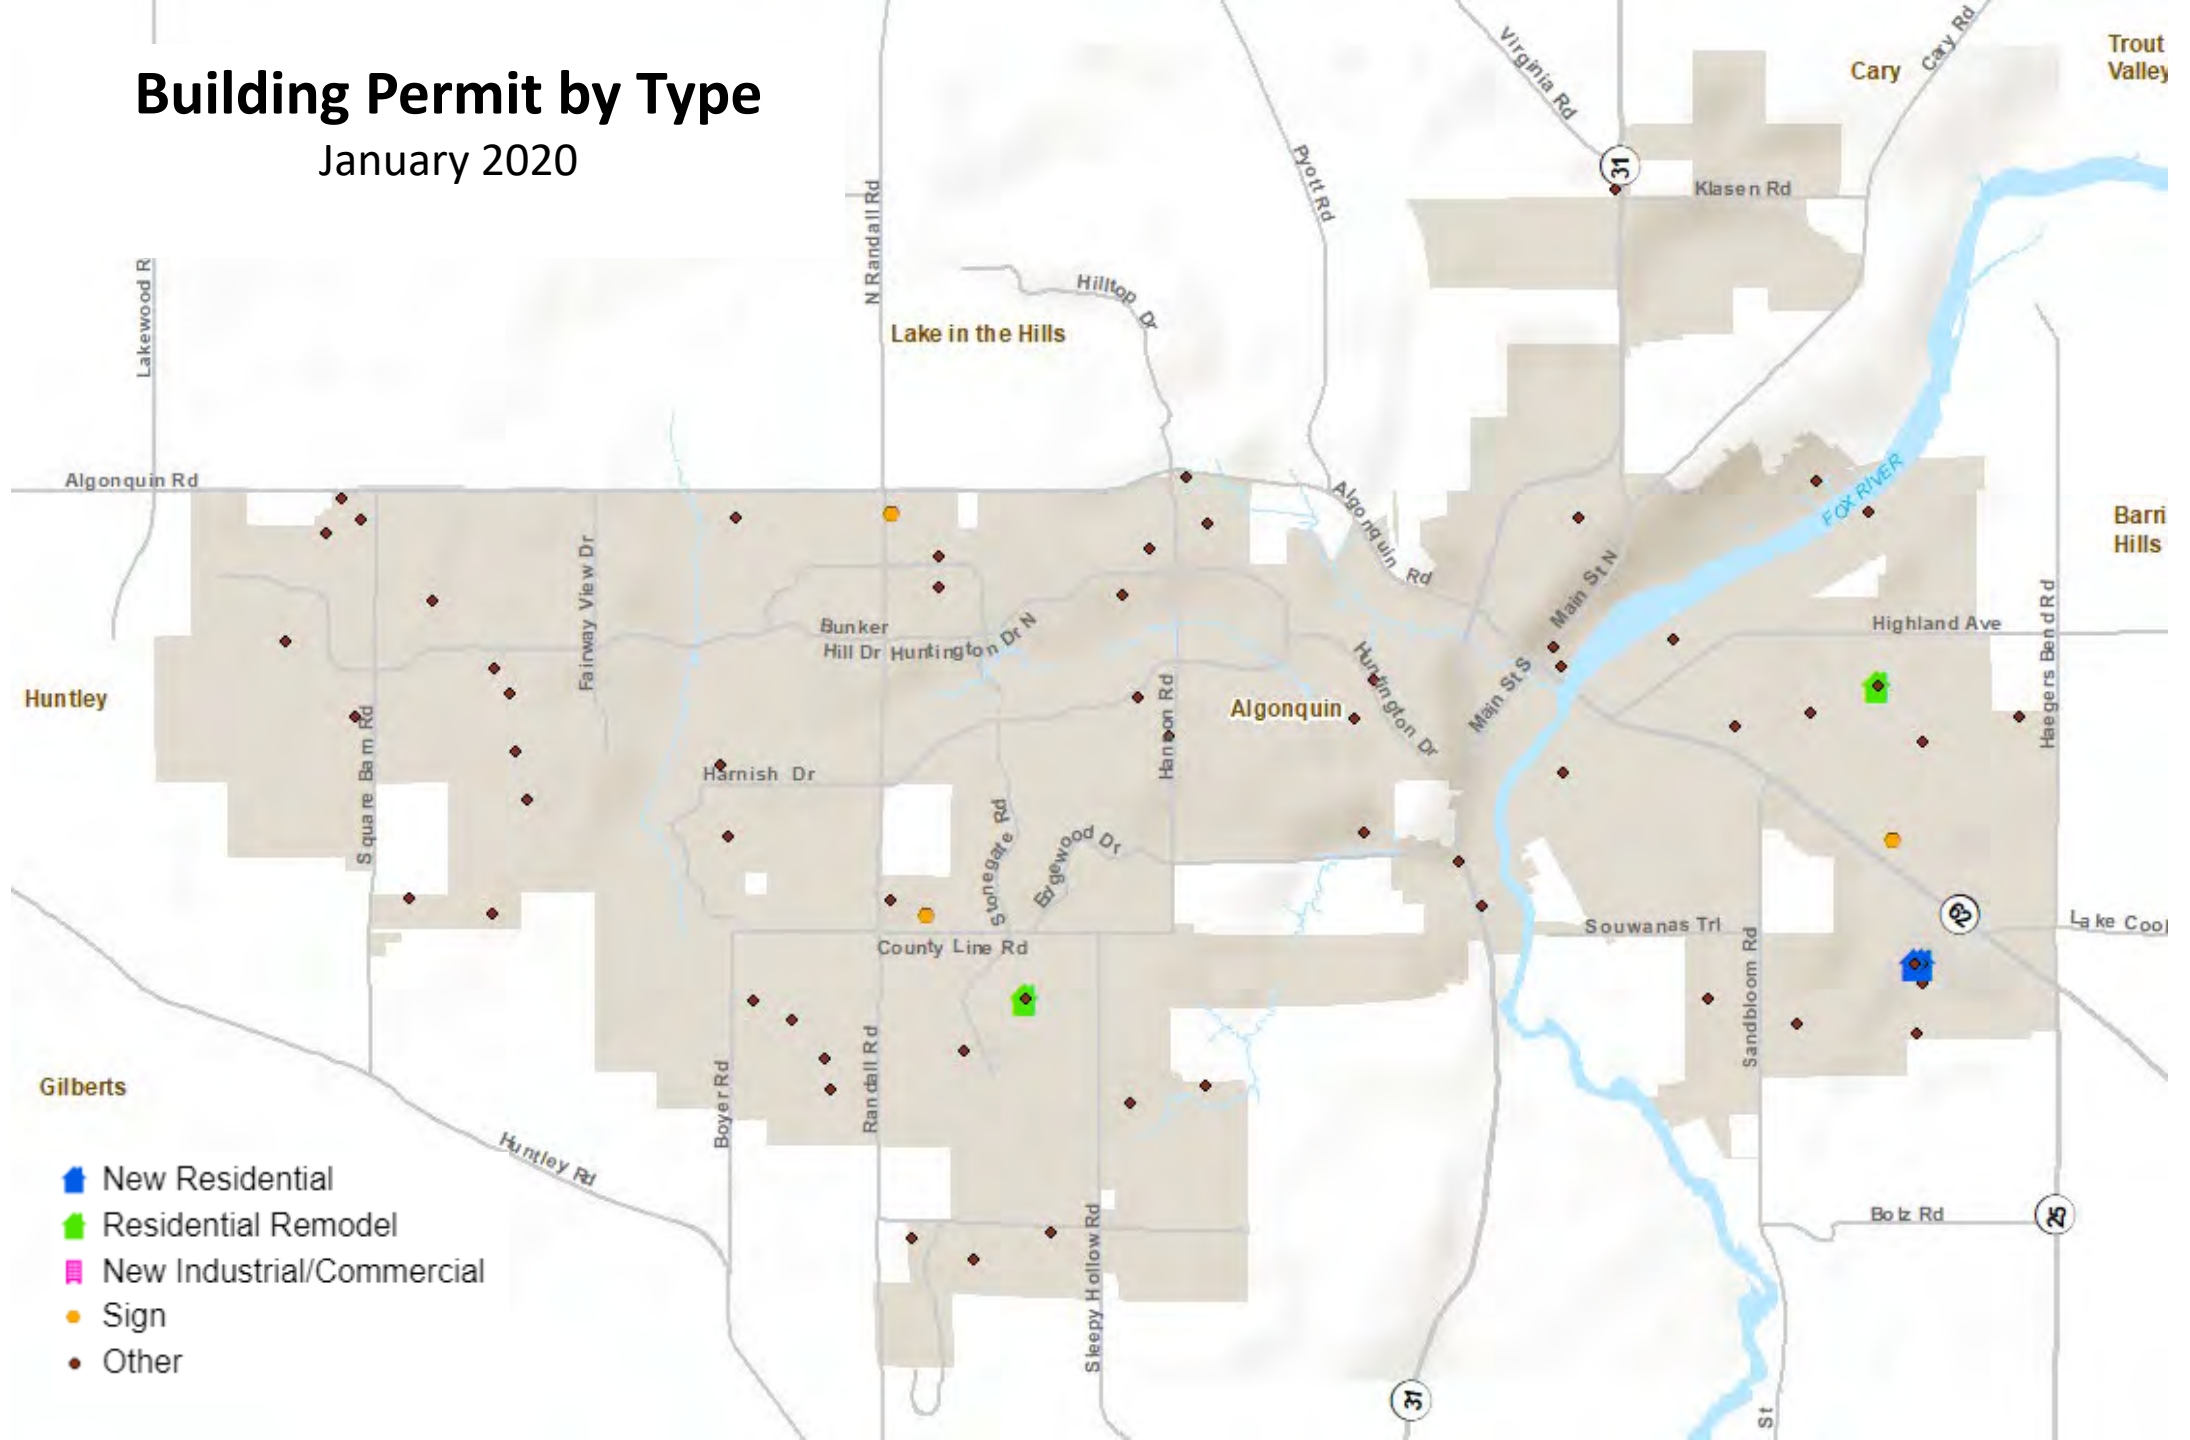 Building Permit by Type
January 2020
Virginia Rd
Cary
Cary Rd
Trout
Valley
31
Klasen Rd
Pyott Rd
N Randall Rd
Lakewood R
Hilltop Dr
Lake in the Hills
Algonquin Rd
Algonquin Rd
FOX RIVER
Barri
Hills
Fairway View Dr
Main St N
Bunker
Hill Dr
Huntington Dr N
Highland Ave
Haegers Bend Rd
Huntley
Huntington Dr
Main St S
Algonquin
Hanson Rd
Square Barn Rd
Harnish Dr
Stonegate Rd
Edgewood Dr
62
Souwanas Trl
Lake Cook
County Line Rd
Sandbloom Rd
Gilberts
Boyer Rd
Randall Rd
Huntley Rd
Sleepy Hollow Rd
Bolz Rd
25
31
St
New Residential
Residential Remodel
New Industrial/Commercial
Sign
Other